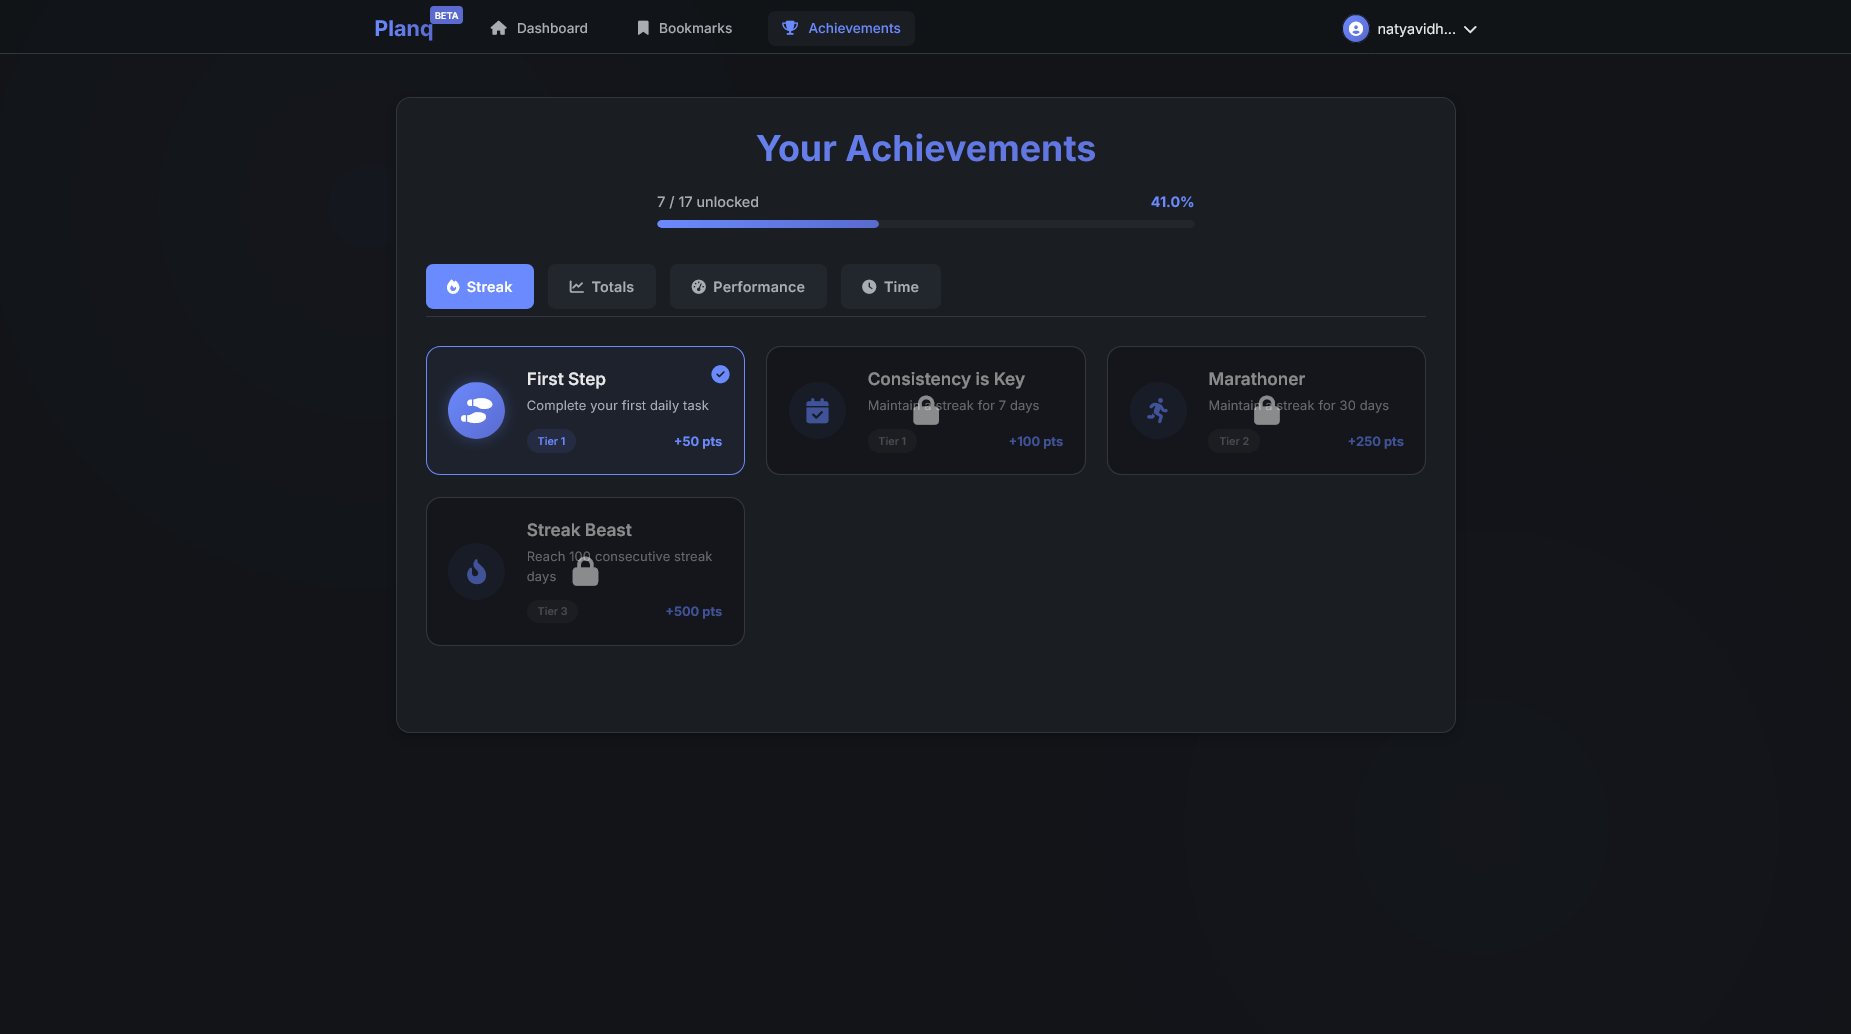 Planq BETA
Dashboard
Bookmarks
Achievements
natyavidh...
Your Achievements
7 / 17 unlocked
41.0%
Streak
Totals
Performance
Time
First Step
Complete your first daily task
Tier 1
+50 pts
Consistency is Key
Maintain a streak for 7 days
Tier 1
+100 pts
Marathoner
Maintain a streak for 30 days
Tier 2
+250 pts
Streak Beast
Reach 100 consecutive streak
days
Tier 3
+500 pts